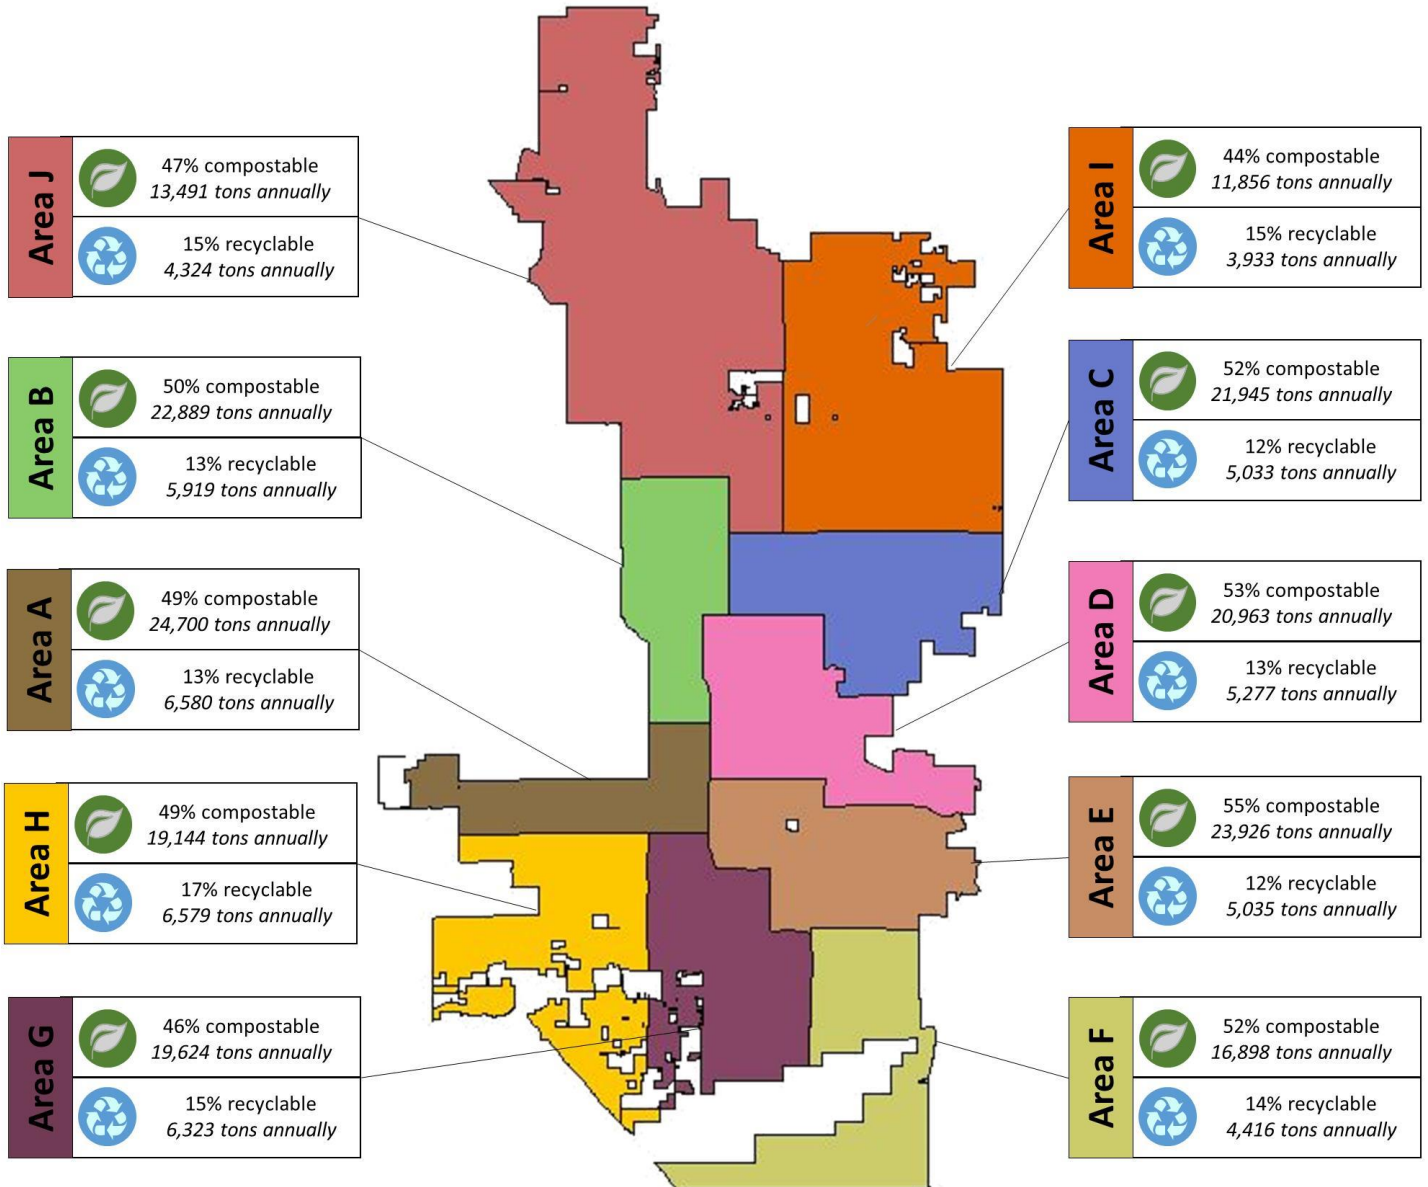 Area J
47% compostable
13,491 tons annually
15% recyclable
4,324 tons annually
Area B
50% compostable
22,889 tons annually
13% recyclable
5,919 tons annually
Area A
49% compostable
24,700 tons annually
13% recyclable
6,580 tons annually
Area H
49% compostable
19,144 tons annually
17% recyclable
6,579 tons annually
Area G
46% compostable
19,624 tons annually
15% recyclable
6,323 tons annually
Area I
44% compostable
11,856 tons annually
15% recyclable
3,933 tons annually
Area C
52% compostable
21,945 tons annually
12% recyclable
5,033 tons annually
Area D
53% compostable
20,963 tons annually
13% recyclable
5,277 tons annually
Area E
55% compostable
23,926 tons annually
12% recyclable
5,035 tons annually
Area F
52% compostable
16,898 tons annually
14% recyclable
4,416 tons annually